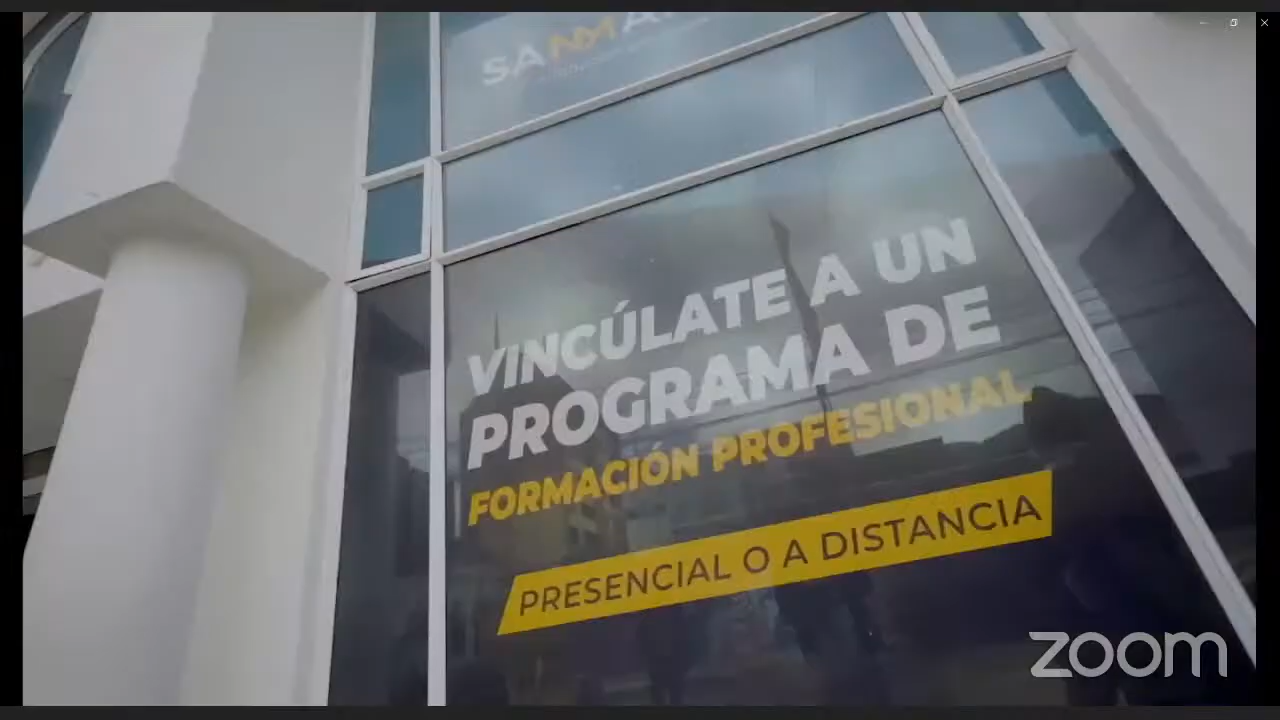 VINCÚLATE A UN
PROGRAMA DE
FORMACIÓN PROFESIONAL
PRESENCIAL O A DISTANCIA
zoom